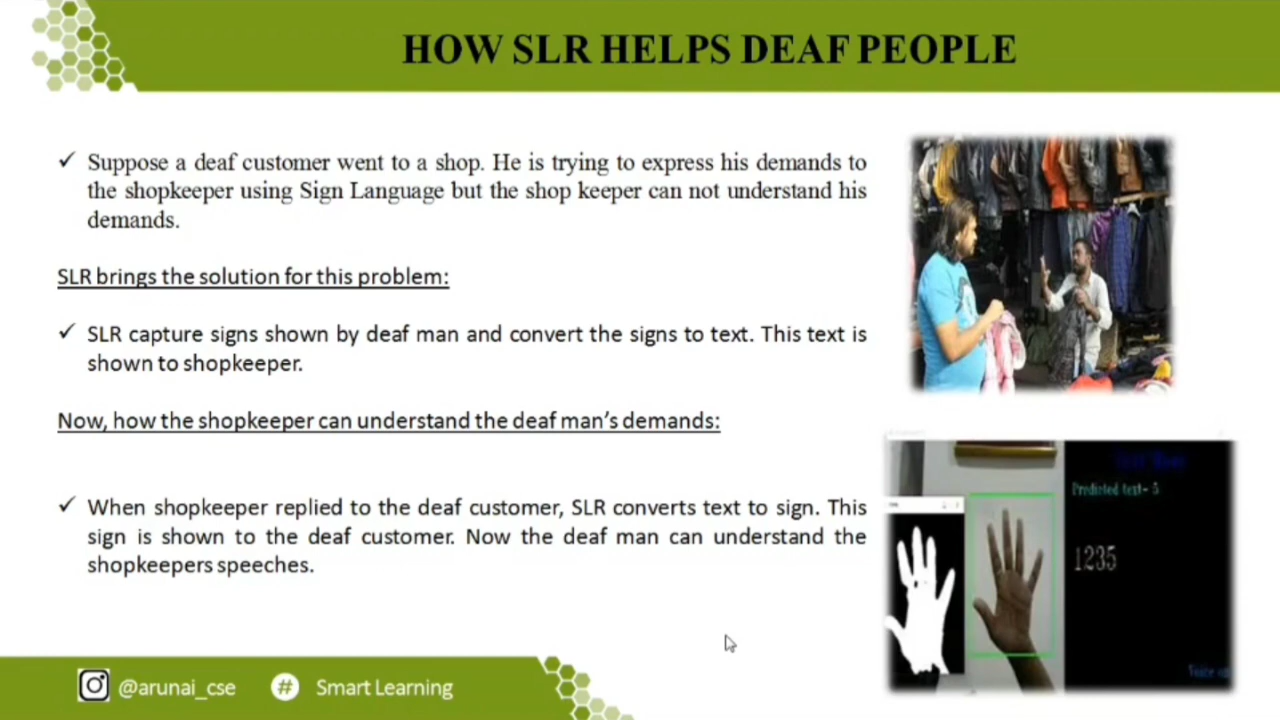 HOW SLR HELPS DEAF PEOPLE
✓ Suppose a deaf customer went to a shop. He is trying to express his demands to
the shopkeeper using Sign Language but the shop keeper can not understand his
demands.
SLR brings the solution for this problem:
✓ SLR capture signs shown by deaf man and convert the signs to text. This text is
shown to shopkeeper.
Now, how the shopkeeper can understand the deaf man's demands:
✓ When shopkeeper replied to the deaf customer, SLR converts text to sign. This
sign is shown to the deaf customer. Now the deaf man can understand the
shopkeepers speeches.
Predicted text- 5
1235
@arunai_cse # Smart Learning